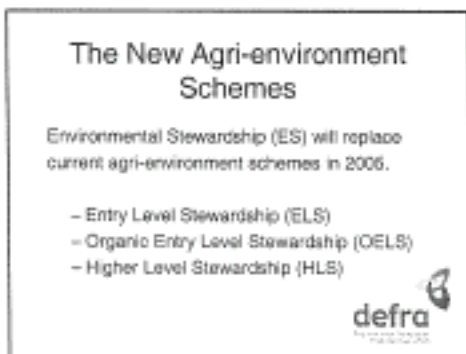 The New Agri-environment
Schemes
Environmental Stewardship (ES) will replace
current agri-environment schemes in 2005.
– Entry Level Stewardship (ELS)
– Organic Entry Level Stewardship (OELS)
– Higher Level Stewardship (HLS)
defra